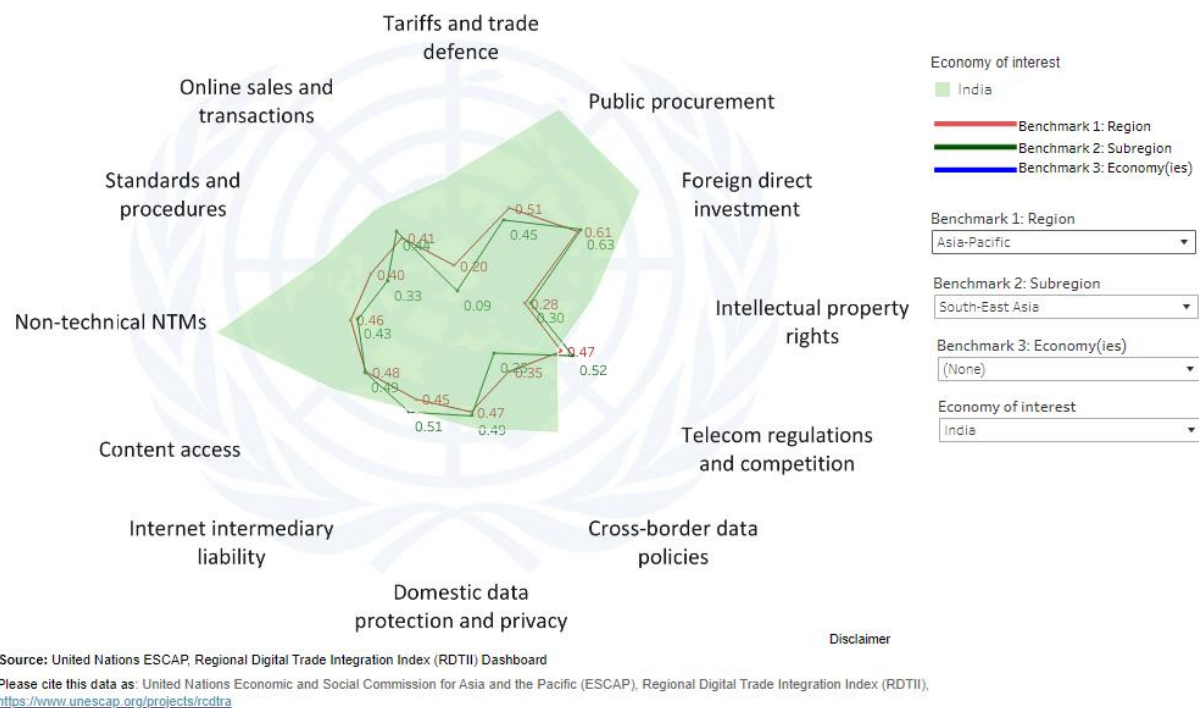 Tariffs and trade
defence
Online sales and
transactions
Public procurement
Standards and
procedures
Foreign direct
investment
Non-technical NTMs
Intellectual property
rights
Content access
Telecom regulations
and competition
Internet intermediary
liability
Cross-border data
policies
Domestic data
protection and privacy
0.51
0.45
0.61
0.63
0.41
0.44
0.20
0.09
0.40
0.33
0.28
0.30
0.46
0.43
0.47
0.52
0.48
0.49
0.35
0.45
0.51
0.47
0.49
Economy of interest
India
Benchmark 1: Region
Benchmark 2: Subregion
Benchmark 3: Economy(ies)
Benchmark 1: Region
Asia-Pacific
Benchmark 2: Subregion
South-East Asia
Benchmark 3: Economy(ies)
(None)
Economy of interest
India
Disclaimer
Source: United Nations ESCAP, Regional Digital Trade Integration Index (RDTII) Dashboard
Please cite this data as: United Nations Economic and Social Commission for Asia and the Pacific (ESCAP), Regional Digital Trade Integration Index (RDTII),
https://www.unescap.org/projects/rcdtra